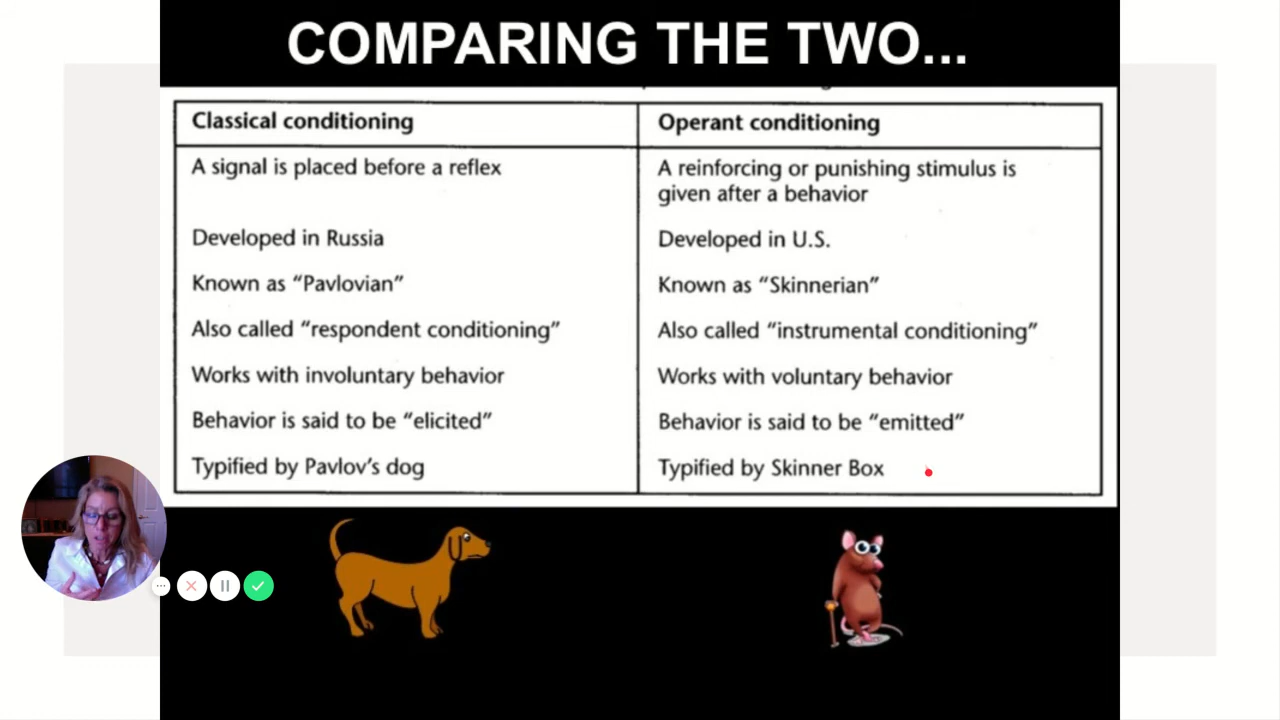 COMPARING THE TWO...
Classical conditioning
Operant conditioning
A signal is placed before a reflex
A reinforcing or punishing stimulus is
given after a behavior
Developed in Russia
Developed in U.S.
Known as “Pavlovian”
Known as “Skinnerian”
Also called “respondent conditioning”
Also called “instrumental conditioning”
Works with involuntary behavior
Works with voluntary behavior
Behavior is said to be “elicited”
Behavior is said to be “emitted”
Typified by Pavlov’s dog
Typified by Skinner Box